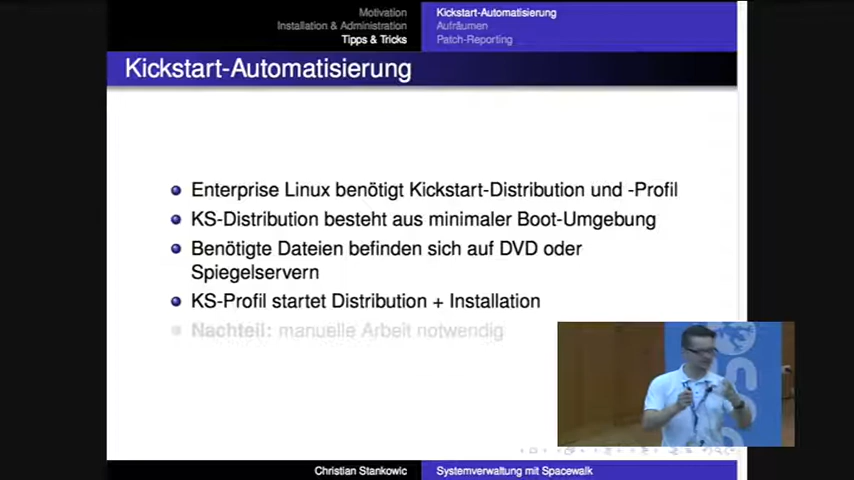 Motivation
Installation & Administration
Tipps & Tricks
Kickstart-Automatisierung
Aufräumen
Patch-Reporting
Kickstart-Automatisierung
Enterprise Linux benötigt Kickstart-Distribution und -Profil
KS-Distribution besteht aus minimaler Boot-Umgebung
Benötigte Dateien befinden sich auf DVD oder
Spiegelservern
KS-Profil startet Distribution + Installation
Nachteil: manuelle Arbeit notwendig
Christian Stankowic
Systemverwaltung mit Spacewalk